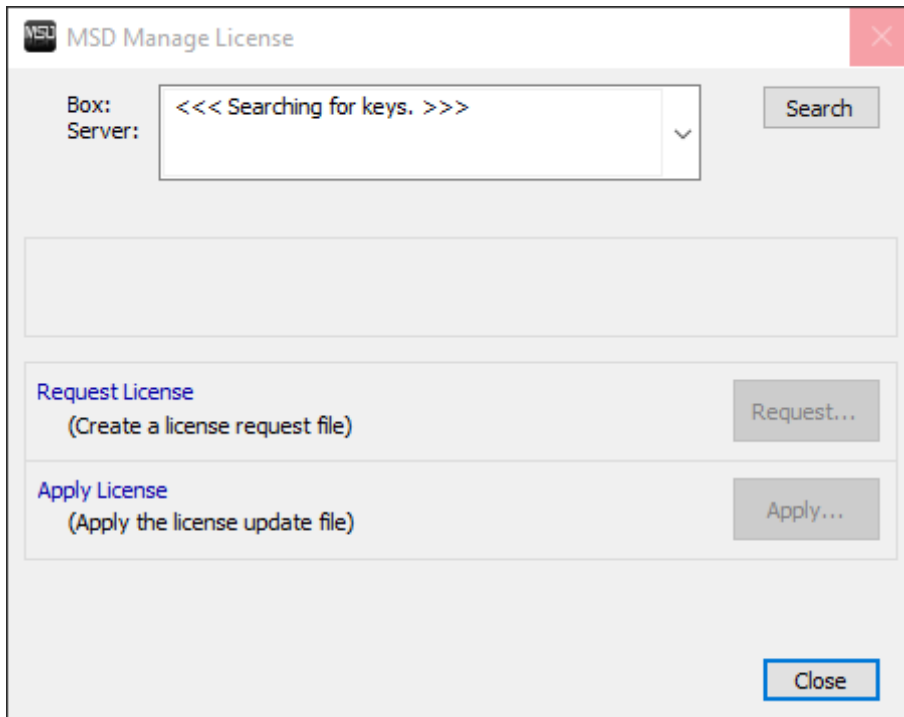 MSD
MSD Manage License
Box:
Server:
<<< Searching for keys. >>>
Search
Request License
(Create a license request file)
Request...
Apply License
(Apply the license update file)
Apply...
Close